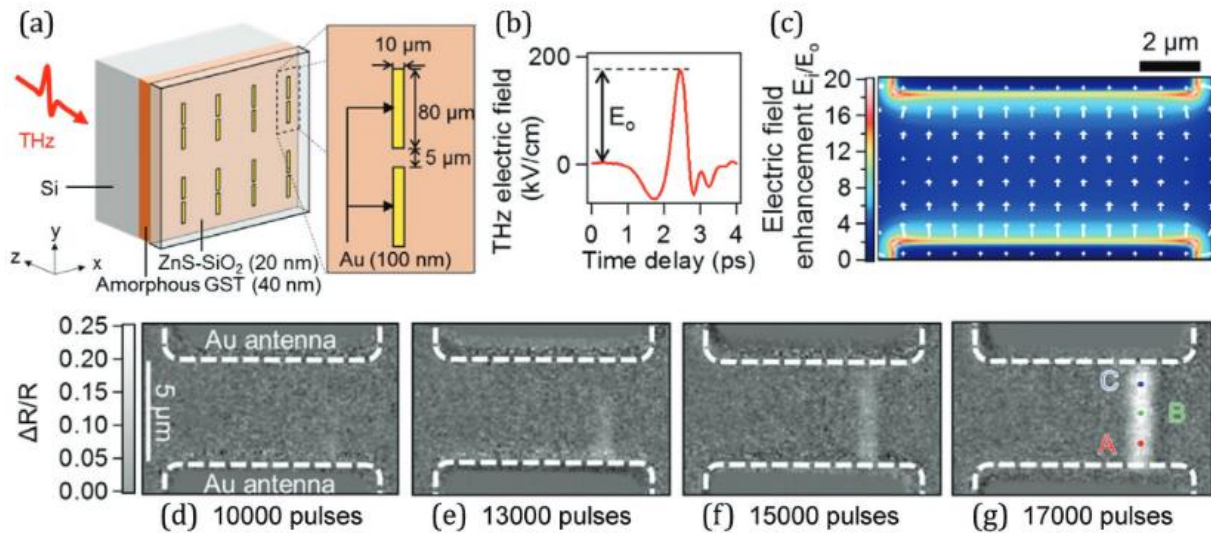 (a)
THz
Si
y
z
x
ZnS-SiO₂ (20 nm)
Amorphous GST (40 nm)
10 µm
80 µm
5 µm
Au (100 nm)
(b)
THz electric field
(kV/cm)
200
0
E₀
0 1 2 3 4
Time delay (ps)
(c)
2 µm
Electric field
enhancement Eᵢ/E₀
20
16
12
8
4
0
ΔR/R
0.25
0.20
0.15
0.10
0.05
0.00
Au antenna
5 µm
Au antenna
(d) 10000 pulses
(e) 13000 pulses
(f) 15000 pulses
C
B
A
(g) 17000 pulses